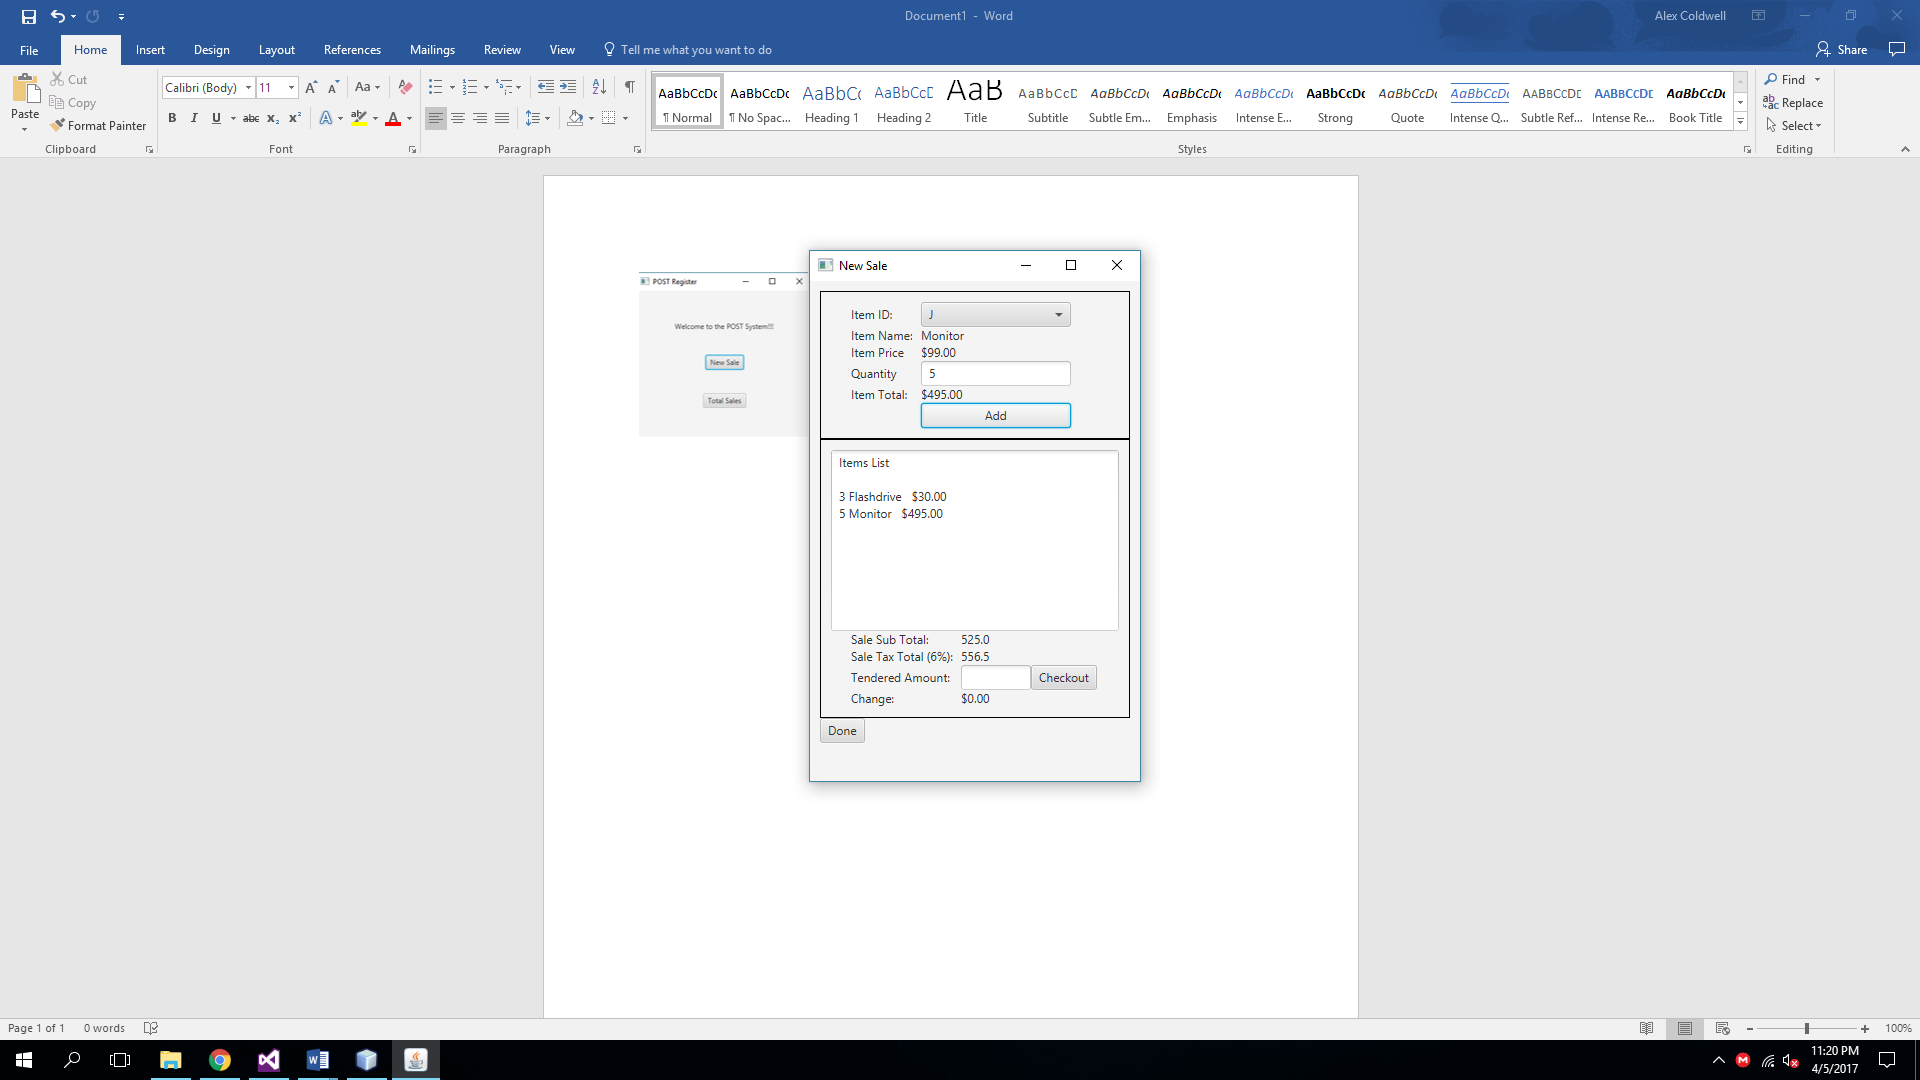 Document1 - Word
Alex Coldwell
File Home Insert Design Layout References Mailings Review View Tell me what you want to do Share
Paste
Cut
Copy
Format Painter
Clipboard
Calibri (Body) 11
Font
Paragraph
AaBbCcDc AaBbCcDc AaBbC( AaBbCcD AaB AaBbCcD AaBbCcDc AaBbCcDc AaBbCcDc AaBbCcDc AaBbCcDc AaBbCcDc AABBCCDE AABBCCDE AaBbCcDc
¶ Normal ¶ No Spac... Heading 1 Heading 2 Title Subtitle Subtle Em... Emphasis Intense E... Strong Quote Intense Q... Subtle Ref... Intense Re... Book Title
Styles
Find
Replace
Select
Editing
POST Register
Welcome to the POST System!!!
New Sale
Total Sales
New Sale
Item ID: J
Item Name: Monitor
Item Price $99.00
Quantity 5
Item Total: $495.00
Add
Items List
3 Flashdrive $30.00
5 Monitor $495.00
Sale Sub Total: 525.0
Sale Tax Total (6%): 556.5
Tendered Amount: Checkout
Change: $0.00
Done
Page 1 of 1 0 words
100%
11:20 PM
4/5/2017